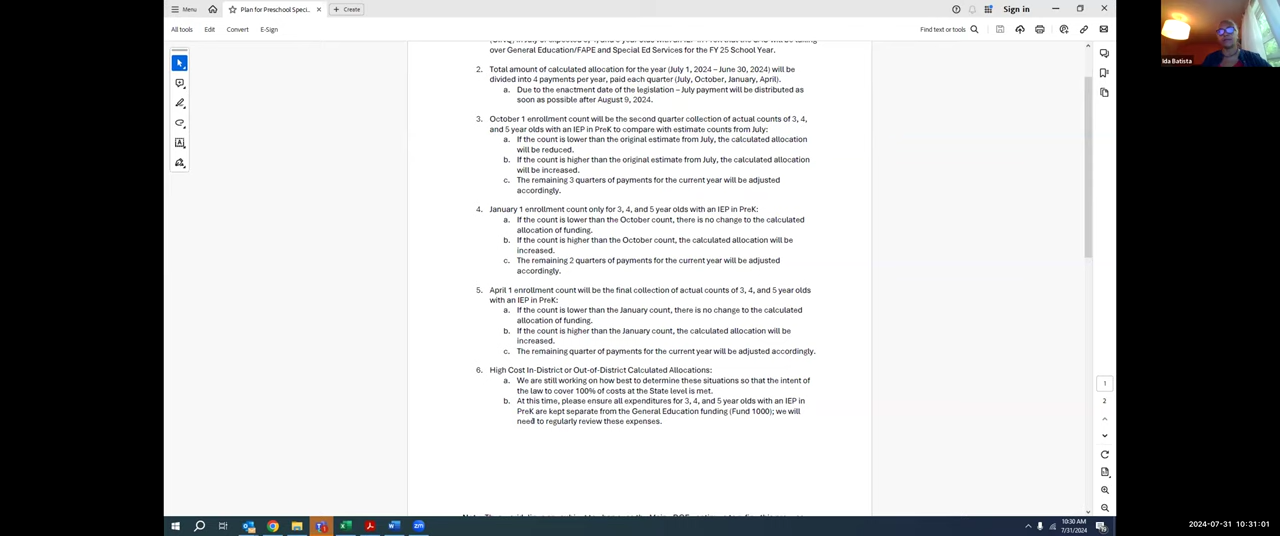 Menu
Plan for Preschool Speci...
Create
Sign in
All tools Edit Convert E-Sign
Find text or tools
over General Education/FAPE and Special Ed Services for the FY 25 School Year.
2. Total amount of calculated allocation for the year (July 1, 2024 – June 30, 2024) will be
divided into 4 payments per year, paid each quarter (July, October, January, April).
a. Due to the enactment date of the legislation – July payment will be distributed as
soon as possible after August 9, 2024.
3. October 1 enrollment count will be the second quarter collection of actual counts of 3, 4,
and 5 year olds with an IEP in PreK to compare with estimate counts from July:
a. If the count is lower than the original estimate from July, the calculated allocation
will be reduced.
b. If the count is higher than the original estimate from July, the calculated allocation
will be increased.
c. The remaining 3 quarters of payments for the current year will be adjusted
accordingly.
4. January 1 enrollment count only for 3, 4, and 5 year olds with an IEP in PreK:
a. If the count is lower than the October count, there is no change to the calculated
allocation of funding.
b. If the count is higher than the October count, the calculated allocation will be
increased.
c. The remaining 2 quarters of payments for the current year will be adjusted
accordingly.
5. April 1 enrollment count will be the final collection of actual counts of 3, 4, and 5 year olds
with an IEP in PreK:
a. If the count is lower than the January count, there is no change to the calculated
allocation of funding.
b. If the count is higher than the January count, the calculated allocation will be
increased.
c. The remaining quarter of payments for the current year will be adjusted accordingly.
6. High Cost In-District or Out-of-District Calculated Allocations:
a. We are still working on how best to determine these situations so that the intent of
the law to cover 100% of costs at the State level is met.
b. At this time, please ensure all expenditures for 3, 4, and 5 year olds with an IEP in
PreK are kept separate from the General Education funding (Fund 1000); we will
need to regularly review these expenses.
1
2
Ida Batista
10:30 AM
7/31/2024
2024-07-31 10:31:01